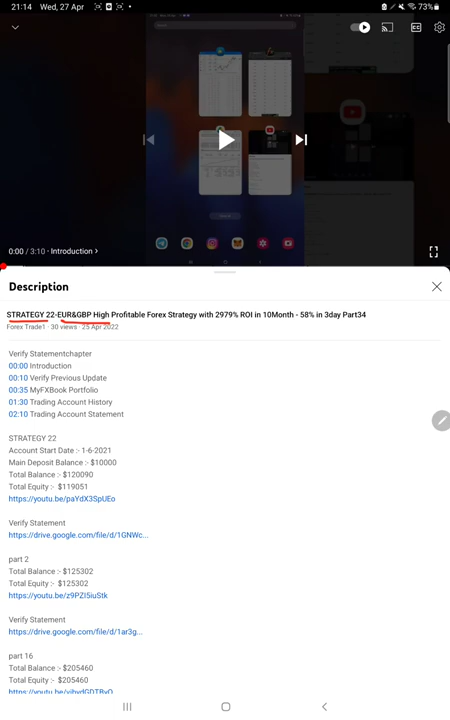 21:14 Wed, 27 Apr
73%
0:00 / 3:10 · Introduction >
Description
STRATEGY 22-EUR&GBP High Profitable Forex Strategy with 2979% ROI in 10Month - 58% in 3day Part34
Forex Trade1 · 30 views · 25 Apr 2022
Verify Statementchapter
00:00 Introduction
00:10 Verify Previous Update
00:35 MyFXBook Portfolio
01:30 Trading Account History
02:10 Trading Account Statement
STRATEGY 22
Account Start Date :- 1-6-2021
Main Deposit Balance :- $10000
Total Balance :- $120090
Total Equity :- $119051
https://youtu.be/paYdX3SpUEo
Verify Statement
https://drive.google.com/file/d/1GNWc...
part 2
Total Balance :- $125302
Total Equity :- $125302
https://youtu.be/z9PZI5iuStk
Verify Statement
https://drive.google.com/file/d/1ar3g...
part 16
Total Balance :- $205460
Total Equity :- $205460